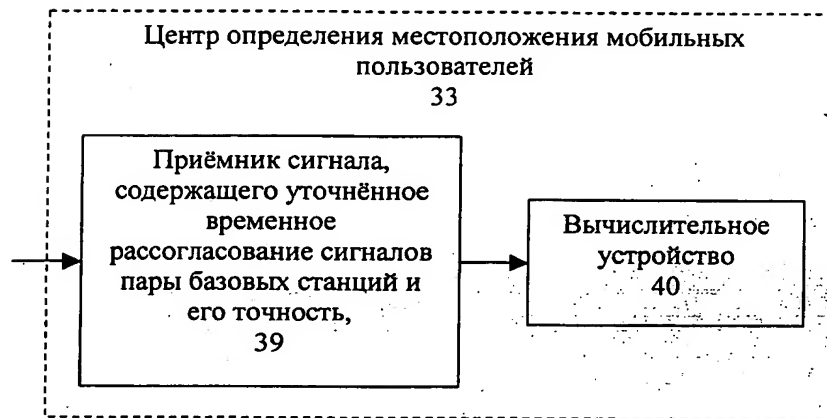 Центр определения местоположения мобильных
пользователей
33
Приёмник сигнала,
содержащего уточнённое
временное
рассогласование сигналов
пары базовых станций и
его точность,
39
Вычислительное
устройство
40